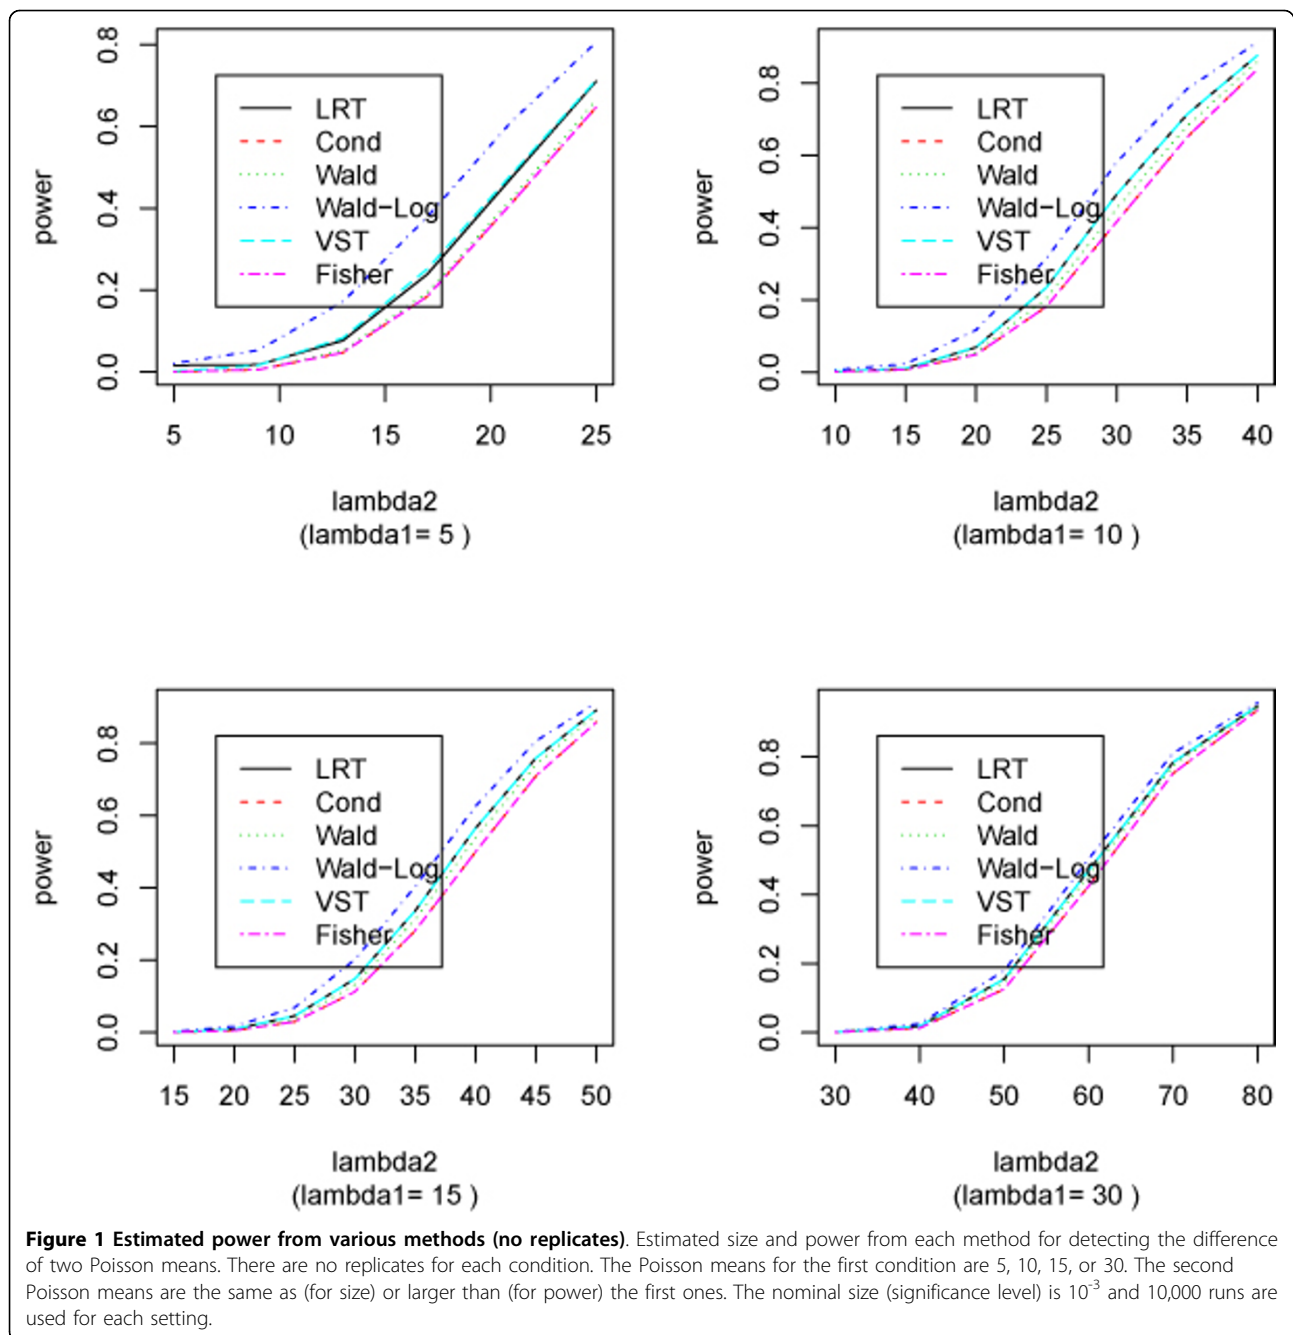 power
0.0 0.2 0.4 0.6 0.8
LRT
Cond
Wald
Wald-Log
VST
Fisher
5 10 15 20 25
lambda2
(lambda1= 5 )
power
0.0 0.2 0.4 0.6 0.8
LRT
Cond
Wald
Wald-Log
VST
Fisher
10 15 20 25 30 35 40
lambda2
(lambda1= 10 )
power
0.0 0.2 0.4 0.6 0.8
LRT
Cond
Wald
Wald-Log
VST
Fisher
15 20 25 30 35 40 45 50
lambda2
(lambda1= 15 )
power
0.0 0.2 0.4 0.6 0.8
LRT
Cond
Wald
Wald-Log
VST
Fisher
30 40 50 60 70 80
lambda2
(lambda1= 30 )
Figure 1 Estimated power from various methods (no replicates). Estimated size and power from each method for detecting the difference
of two Poisson means. There are no replicates for each condition. The Poisson means for the first condition are 5, 10, 15, or 30. The second
Poisson means are the same as (for size) or larger than (for power) the first ones. The nominal size (significance level) is 10⁻³ and 10,000 runs are
used for each setting.